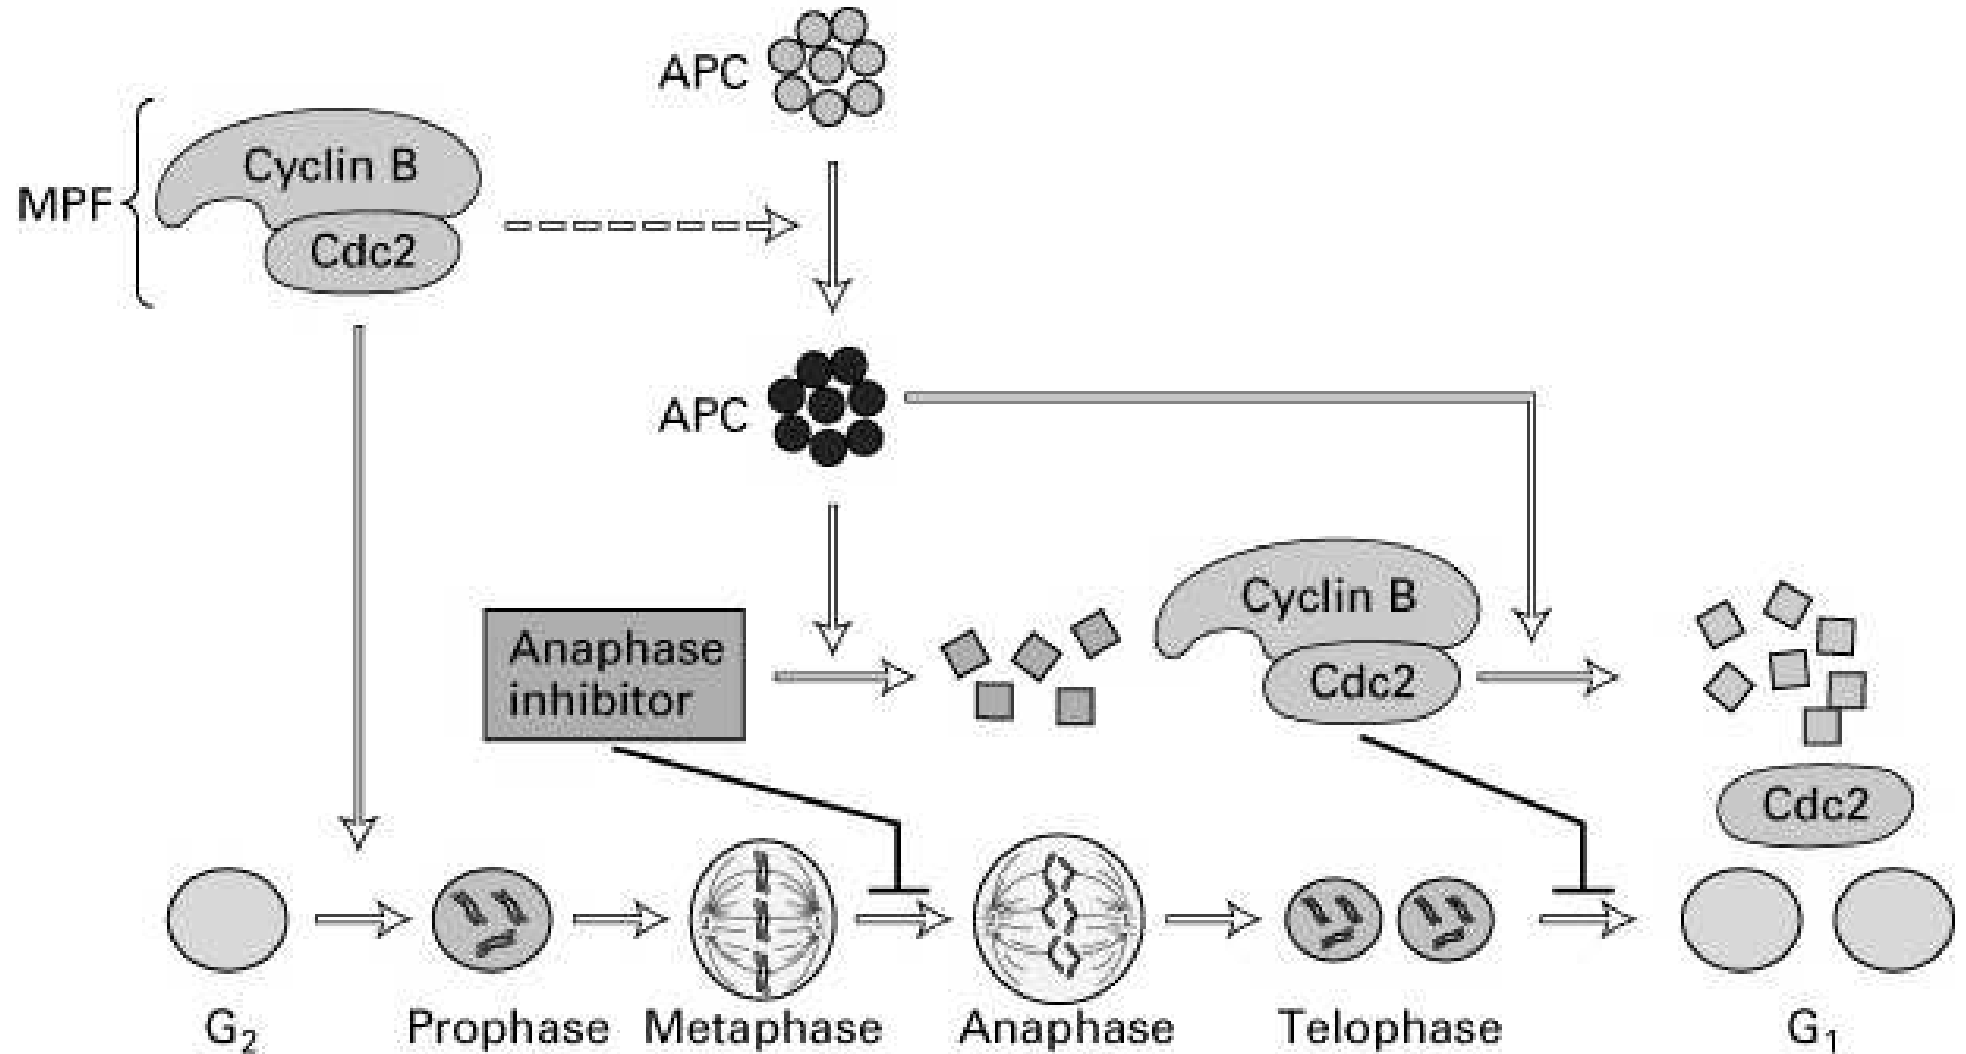 APC
MPF
Cyclin B
Cdc2
APC
Anaphase
inhibitor
Cyclin B
Cdc2
Cdc2
G₂
Prophase
Metaphase
Anaphase
Telophase
G₁